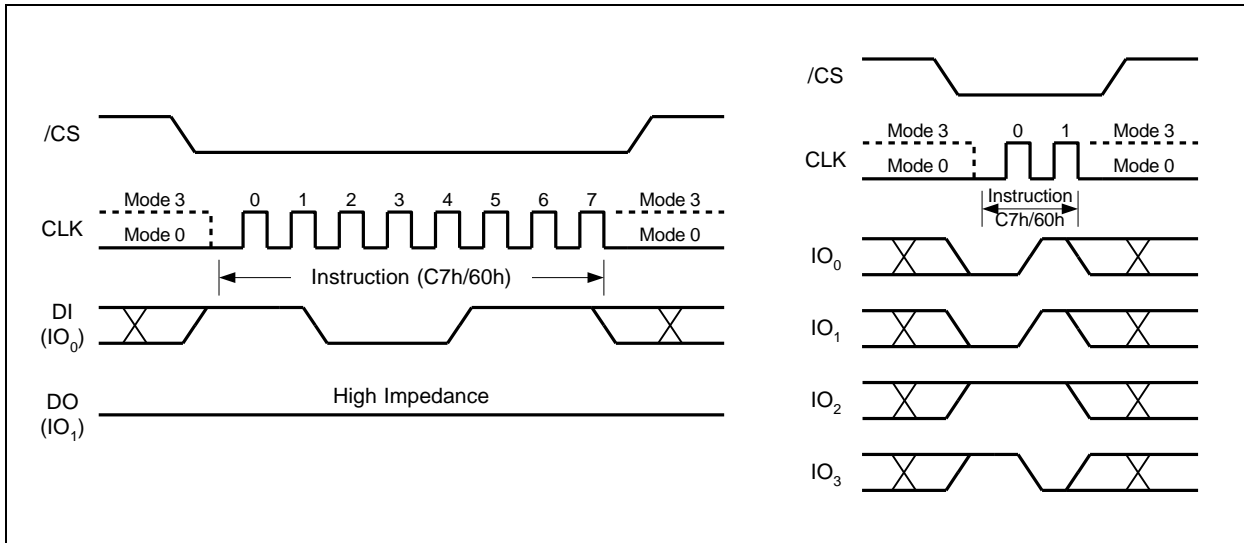 /CS
Mode 3
0 1 2 3 4 5 6 7
Mode 3
CLK
Mode 0
Mode 0
Instruction (C7h/60h)
DI
(IO0)
High Impedance
DO
(IO1)
/CS
Mode 3
0 1
Mode 3
CLK
Mode 0
Mode 0
Instruction
C7h/60h
IO0
IO1
IO2
IO3